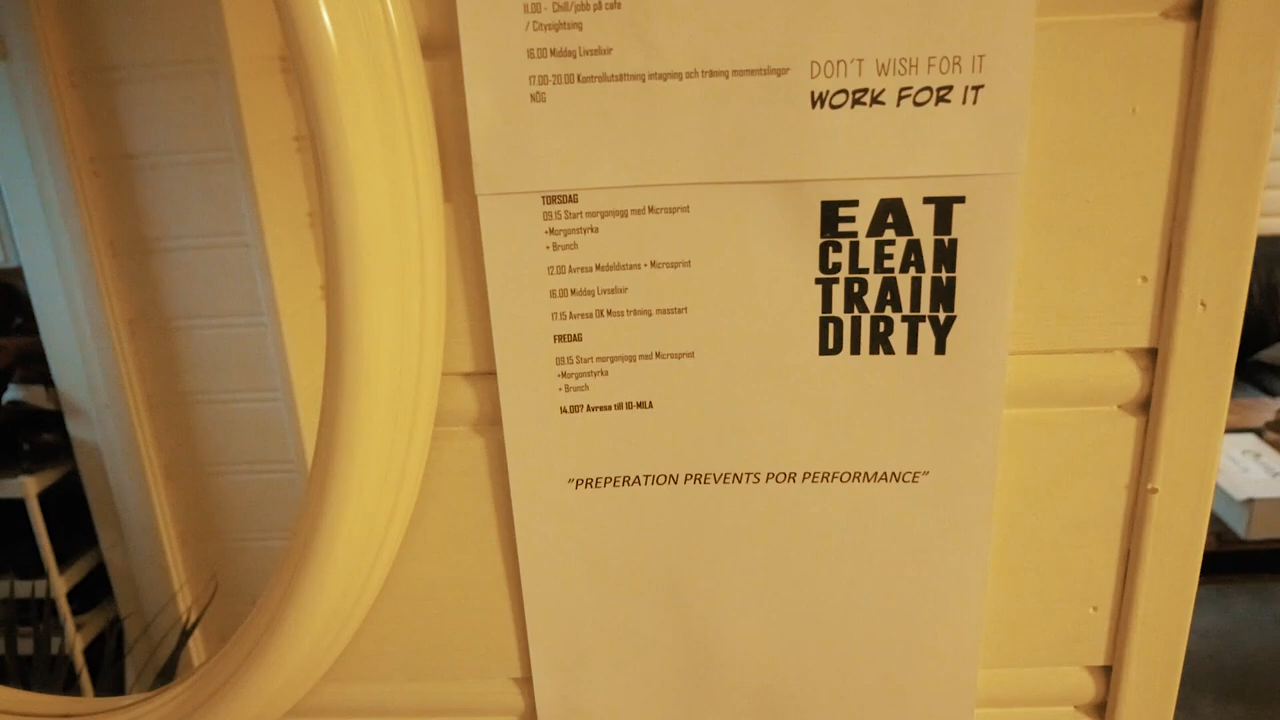 11.00 - Chill/jobb på cafe
/ Citysightsing
16.00 Middag Livselixir
17.00-20.00 Kontrollutsättning intagning och träning momentslingor
NÖG
DON'T WISH FOR IT
WORK FOR IT
TORSDAG
09.15 Start morgonjogg med Microsprint
+Morgonstyrka
+ Brunch
12.00 Avresa Medeldistans + Microsprint
16.00 Middag Livselixir
17.15 Avresa OK Moss träning, masstart
EAT
CLEAN
TRAIN
DIRTY
FREDAG
09.15 Start morgonjogg med Microsprint
+Morgonstyrka
+ Brunch
14.00? Avresa till 10-MILA
"PREPERATION PREVENTS POR PERFORMANCE"